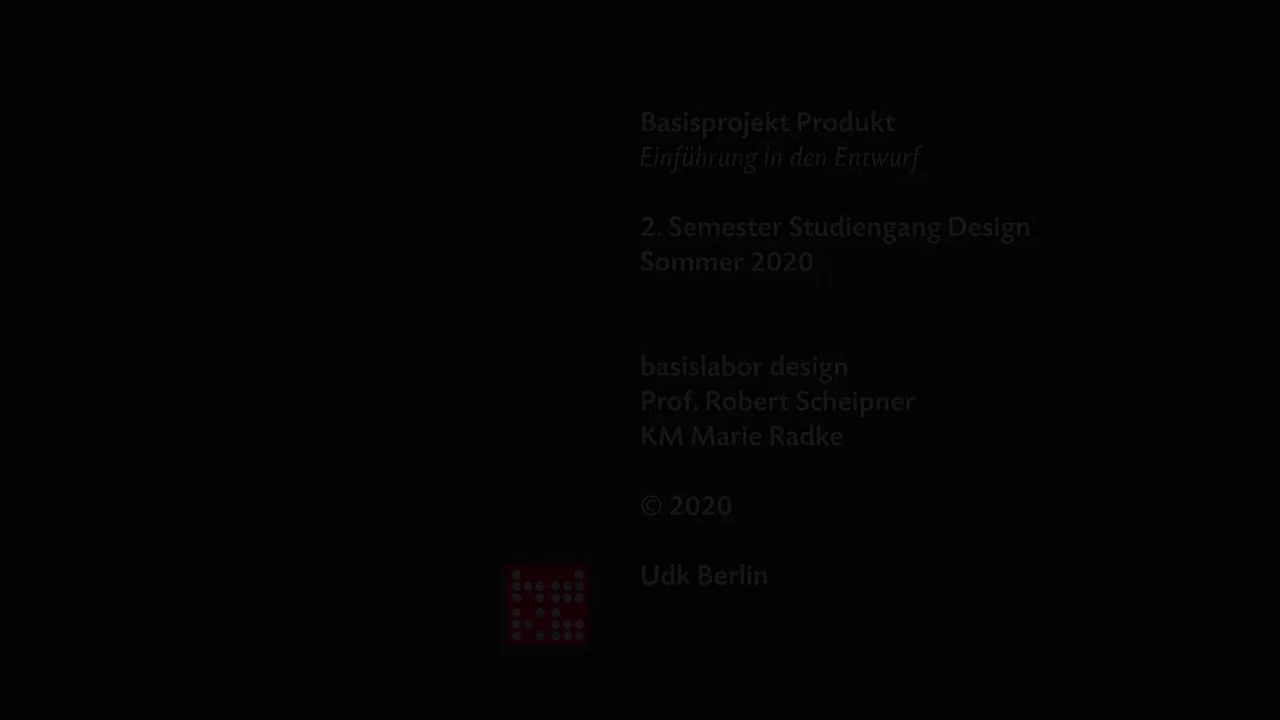 Basisprojekt Produkt
Einführung in den Entwurf
2. Semester Studiengang Design
Sommer 2020
basislabor design
Prof. Robert Scheipner
KM Marie Radke
© 2020
Udk Berlin